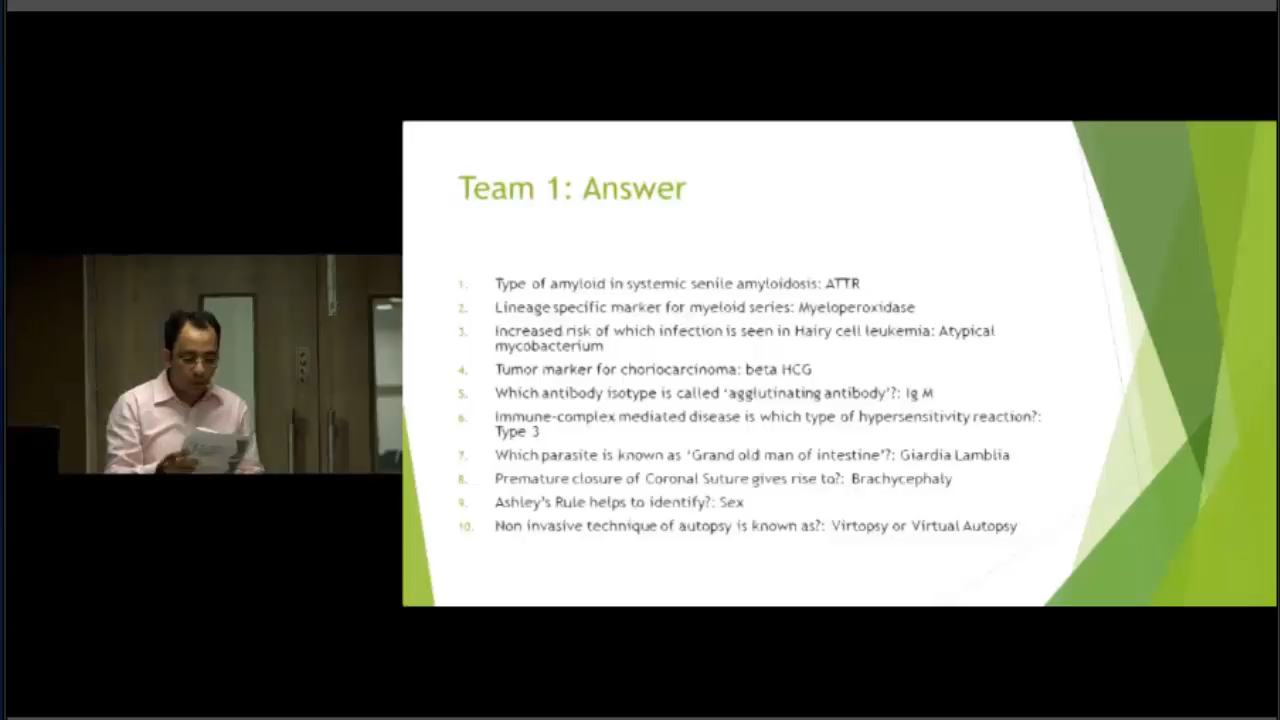 Team 1: Answer
1. Type of amyloid in systemic senile amyloidosis: ATTR
2. Lineage specific marker for myeloid series: Myeloperoxidase
3. Increased risk of which infection is seen in Hairy cell leukemia: Atypical
mycobacterium
4. Tumor marker for choriocarcinoma: beta HCG
5. Which antibody isotype is called ‘agglutinating antibody’?: Ig M
6. Immune-complex mediated disease is which type of hypersensitivity reaction?:
Type 3
7. Which parasite is known as ‘Grand old man of intestine’?: Giardia Lamblia
8. Premature closure of Coronal Suture gives rise to?: Brachycephaly
9. Ashley’s Rule helps to identify?: Sex
10. Non invasive technique of autopsy is known as?: Virtopsy or Virtual Autopsy